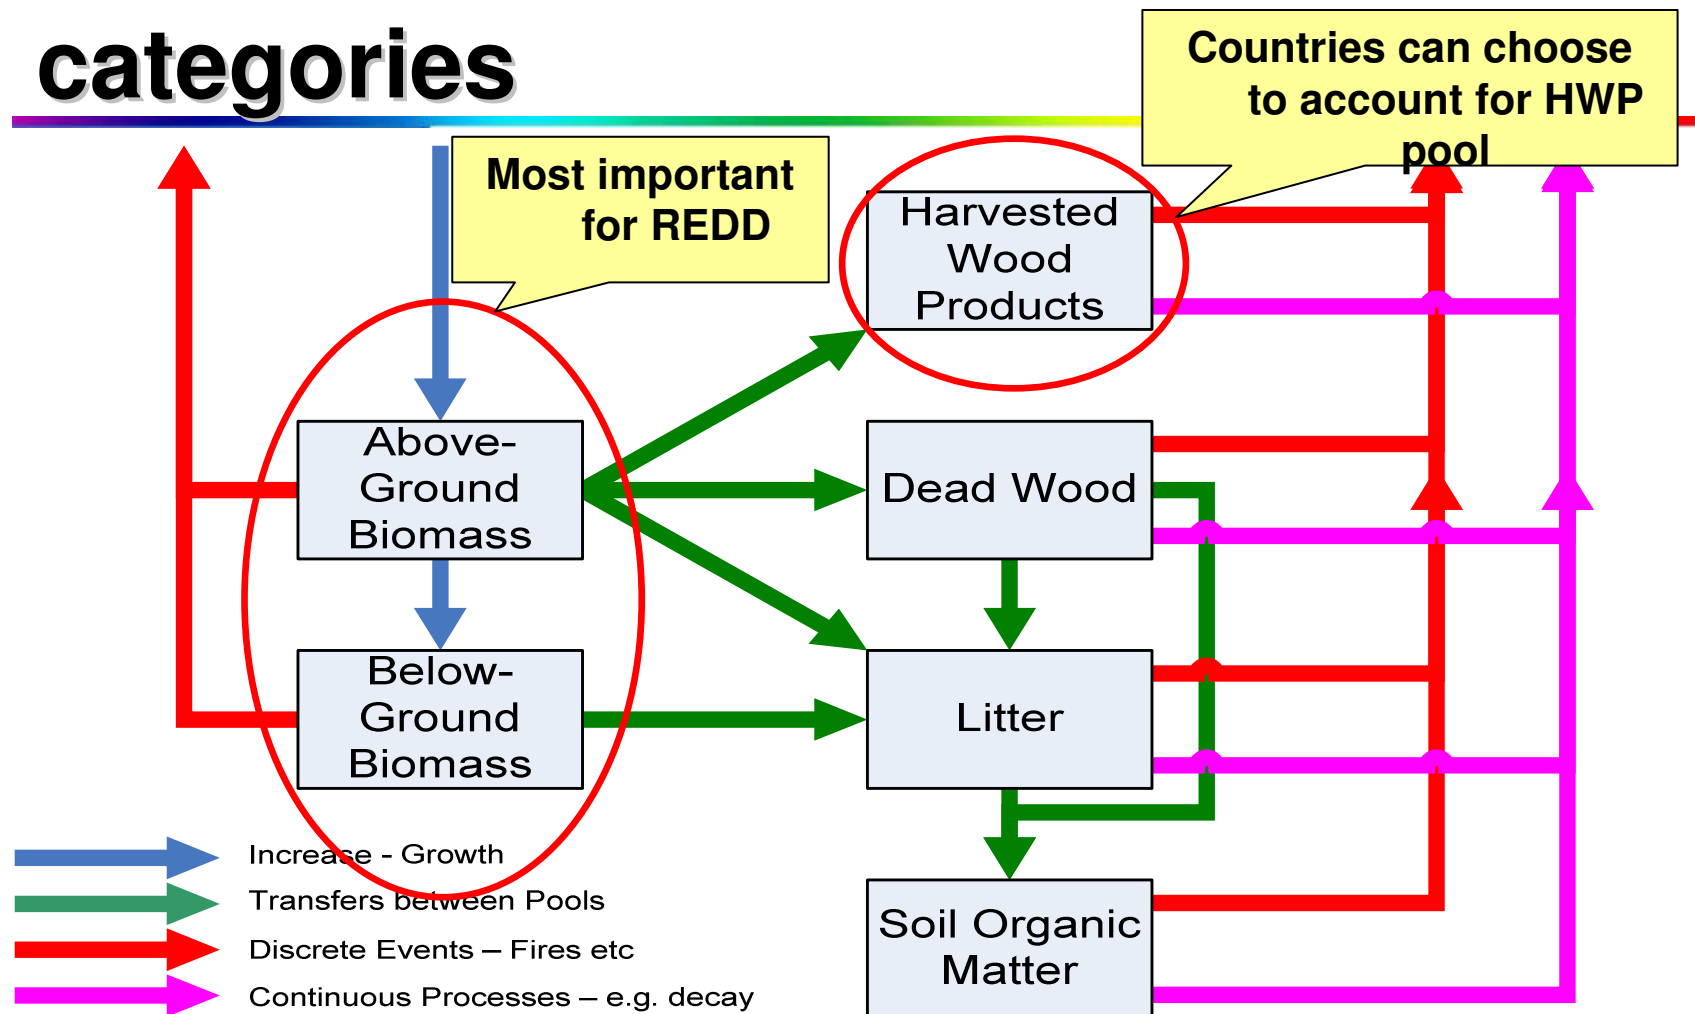 categories
Countries can choose
to account for HWP
pool
Most important
for REDD
Harvested
Wood
Products
Above-
Ground
Biomass
Dead Wood
Below-
Ground
Biomass
Litter
Soil Organic
Matter
Increase - Growth
Transfers between Pools
Discrete Events – Fires etc
Continuous Processes – e.g. decay